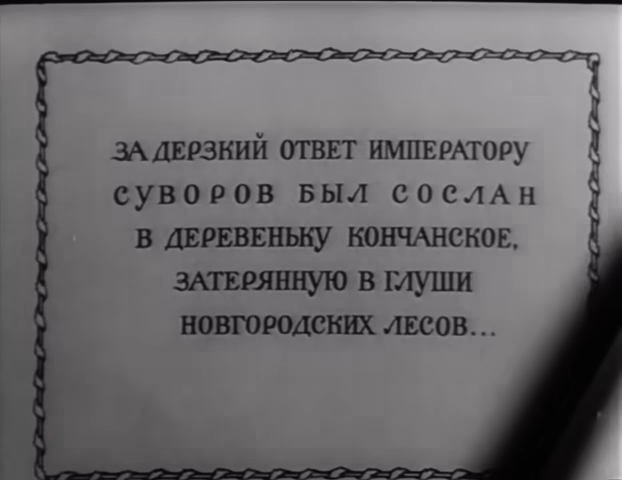 ЗА ДЕРЗКИЙ ОТВЕТ ИМПЕРАТОРУ
СУВОРОВ БЫЛ СОСЛАН
В ДЕРЕВЕНЬКУ КОНЧАНСКОЕ,
ЗАТЕРЯННУЮ В ГЛУШИ
НОВГОРОДСКИХ ЛЕСОВ...